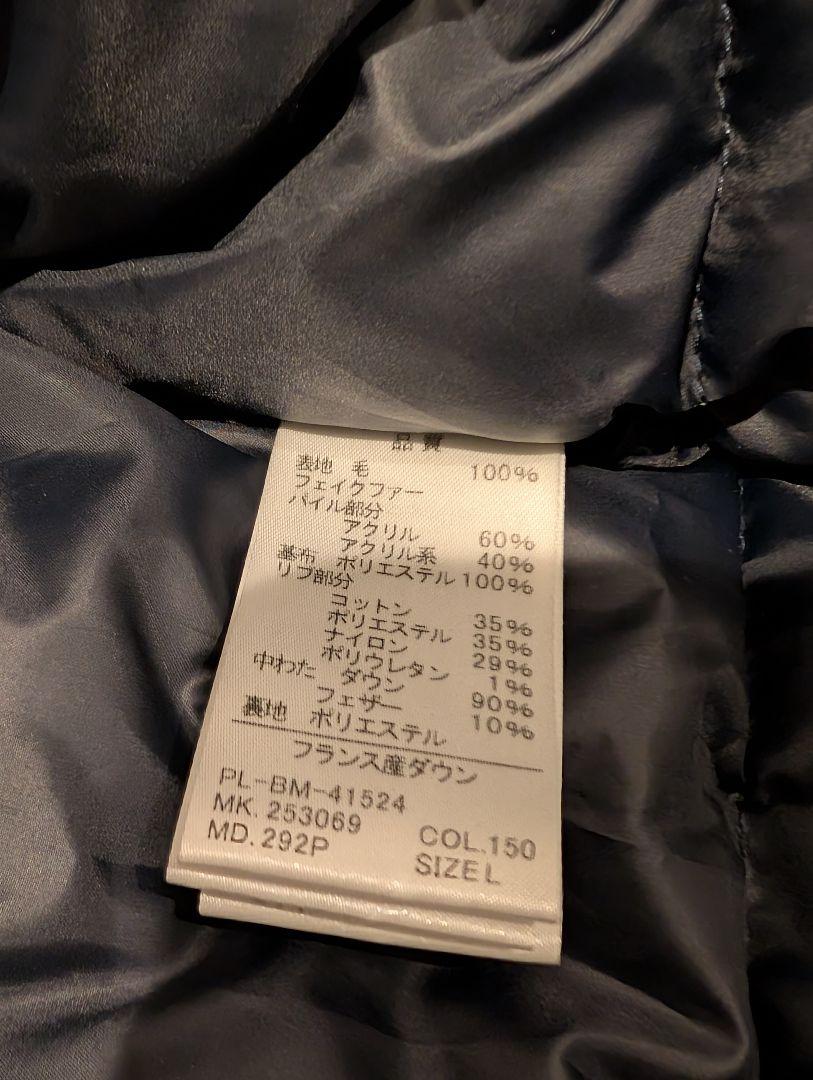 品質
表地 毛 100%
フェイクファー
パイル部分
アクリル 60%
アクリル系 40%
基布 ポリエステル 100%
リブ部分
コットン 35%
ポリエステル 35%
ナイロン 29%
ポリウレタン 1%
中わた ダウン 90%
フェザー 10%
裏地 ポリエステル
フランス産ダウン
PL-BM-41524
MK. 253069
MD. 292P COL.150
SIZE L